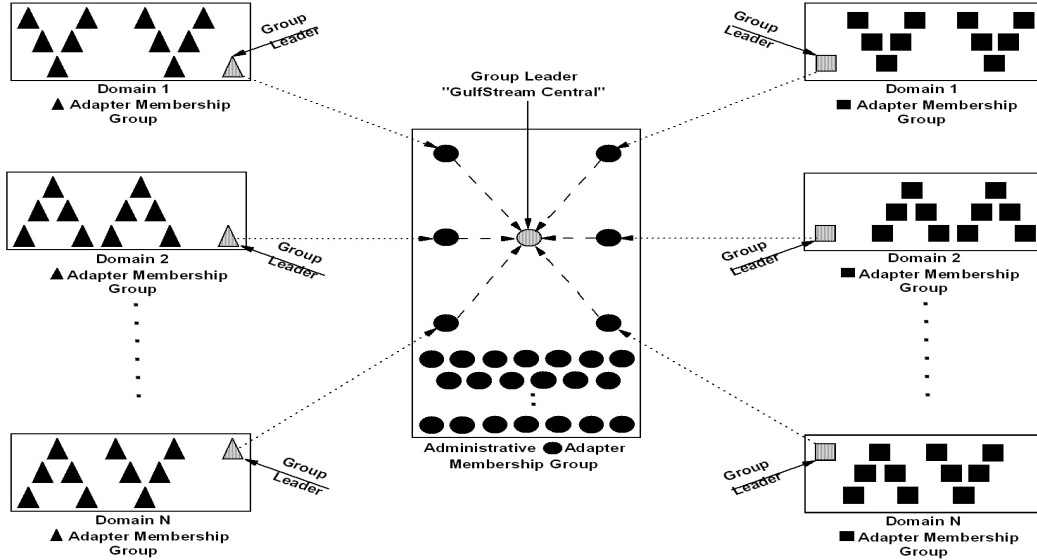 Group
Leader
Domain 1
Adapter Membership
Group
Group Leader
"GulfStream Central"
Group
Leader
Domain 1
Adapter Membership
Group
Group
Leader
Domain 2
Adapter Membership
Group
Group
Leader
Domain 2
Adapter Membership
Group
Administrative Adapter
Membership Group
Group
Leader
Domain N
Adapter Membership
Group
Group
Leader
Domain N
Adapter Membership
Group